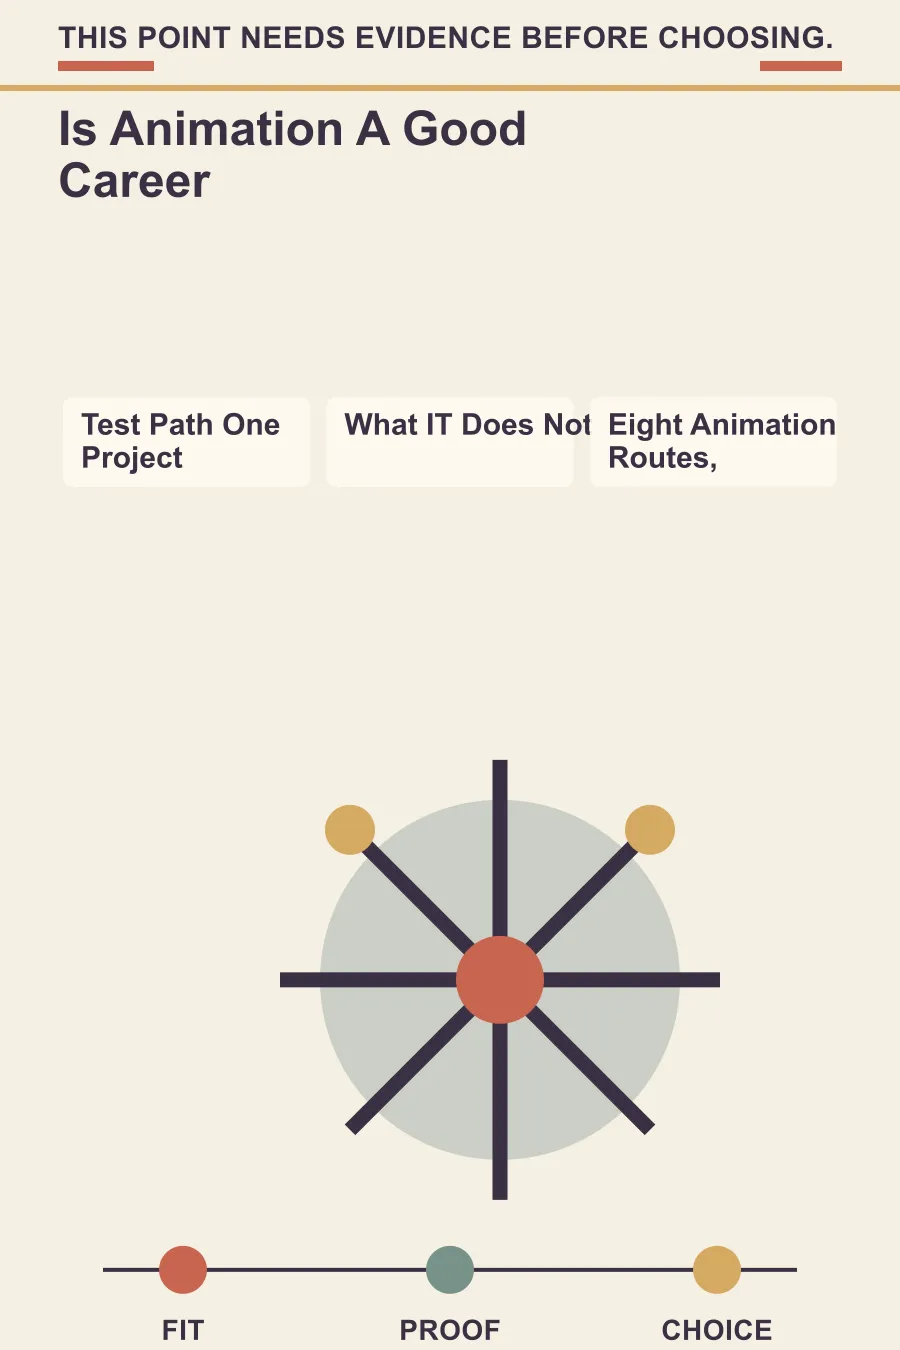 THIS POINT NEEDS EVIDENCE BEFORE CHOOSING.
Is Animation A Good
Career
Test Path One
Project
What IT Does Not
Eight Animation
Routes,
FIT
PROOF
CHOICE